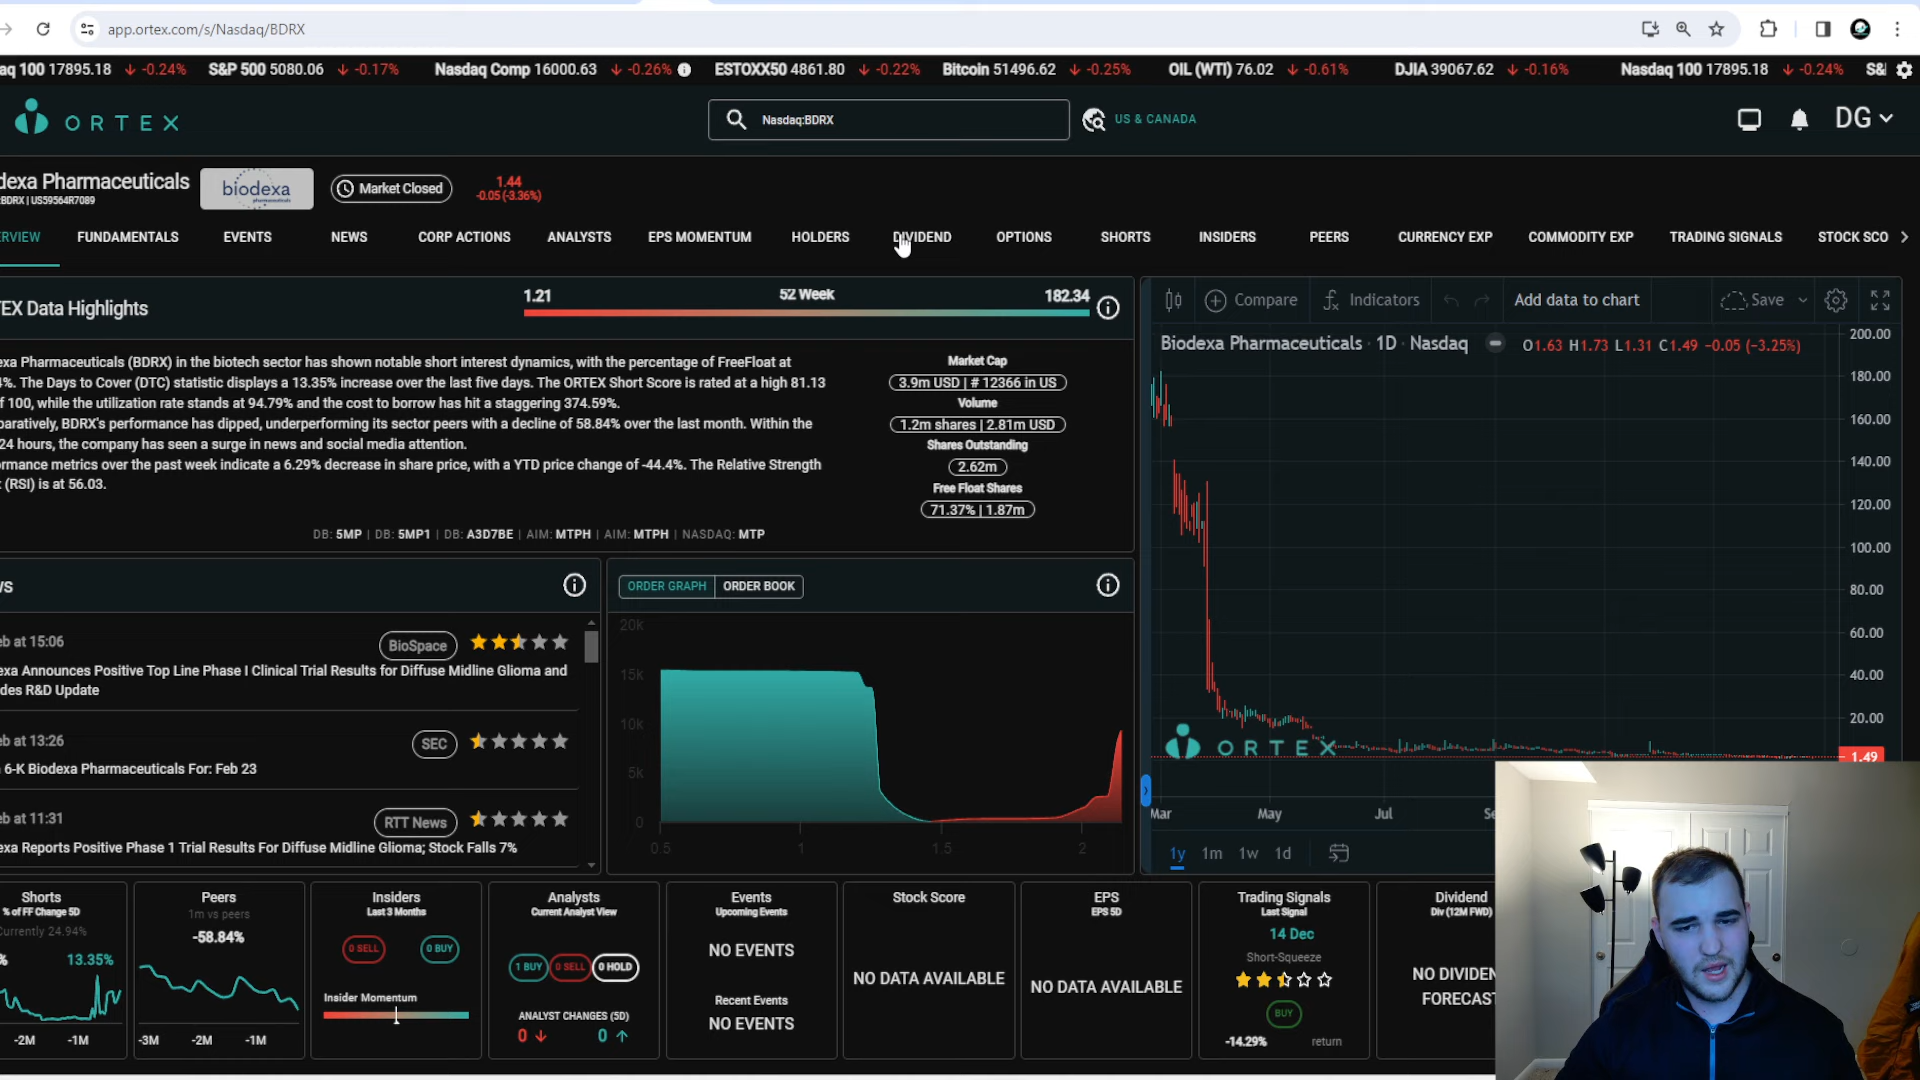 app.ortex.com/s/Nasdaq/BDRX
aq 100 17895.18 -0.24% S&P 500 5080.06 -0.17% Nasdaq Comp 16000.63 -0.26% ESTOXX50 4861.80 -0.22% Bitcoin 51496.62 -0.25% OIL (WTI) 76.02 -0.61% DJIA 39067.62 -0.16% Nasdaq 100 17895.18 -0.24% S&
ORTEX
Nasdaq:BDRX
US & CANADA
DG
dexa Pharmaceuticals
biodexa
pharmaceuticals
Market Closed
1.44
-0.05 (-3.36%)
:BDRX | US59564R7089
RVIEW FUNDAMENTALS EVENTS NEWS CORP ACTIONS ANALYSTS EPS MOMENTUM HOLDERS DIVIDEND OPTIONS SHORTS INSIDERS PEERS CURRENCY EXP COMMODITY EXP TRADING SIGNALS STOCK SCO
TEX Data Highlights
1.21 52 Week 182.34
xa Pharmaceuticals (BDRX) in the biotech sector has shown notable short interest dynamics, with the percentage of FreeFloat at
4%. The Days to Cover (DTC) statistic displays a 13.35% increase over the last five days. The ORTEX Short Score is rated at a high 81.13
f 100, while the utilization rate stands at 94.79% and the cost to borrow has hit a staggering 374.59%.
paratively, BDRX's performance has dipped, underperforming its sector peers with a decline of 58.84% over the last month. Within the
24 hours, the company has seen a surge in news and social media attention.
rmance metrics over the past week indicate a 6.29% decrease in share price, with a YTD price change of -44.4%. The Relative Strength
(RSI) is at 56.03.
Market Cap
3.9m USD | # 12366 in US
Volume
1.2m shares | 2.81m USD
Shares Outstanding
2.62m
Free Float Shares
71.37% | 1.87m
DB: 5MP | DB: 5MP1 | DB: A3D7BE | AIM: MTPH | AIM: MTPH | NASDAQ: MTP
Compare Indicators Add data to chart Save
Biodexa Pharmaceuticals · 1D · Nasdaq O1.63 H1.73 L1.31 C1.49 -0.05 (-3.25%)
200.00
180.00
160.00
140.00
120.00
100.00
80.00
60.00
40.00
20.00
1.49
ORTEX
Mar May Jul Se
1y 1m 1w 1d
ws
eb at 15:06
BioSpace
exa Announces Positive Top Line Phase I Clinical Trial Results for Diffuse Midline Glioma and
des R&D Update
eb at 13:26
SEC
6-K Biodexa Pharmaceuticals For: Feb 23
eb at 11:31
RTT News
exa Reports Positive Phase 1 Trial Results For Diffuse Midline Glioma; Stock Falls 7%
ORDER GRAPH ORDER BOOK
20k
15k
10k
5k
0
0.5 1 1.5 2
Shorts
% of FF Change 5D
Currently 24.94%
% 13.35%
-2M -1M
Peers
1m vs peers
-58.84%
-3M -2M -1M
Insiders
Last 3 Months
0 SELL 0 BUY
Insider Momentum
Analysts
Current Analyst View
1 BUY 0 SELL 0 HOLD
ANALYST CHANGES (5D)
0 0
Events
Upcoming Events
NO EVENTS
Recent Events
NO EVENTS
Stock Score
NO DATA AVAILABLE
EPS
EPS 5D
NO DATA AVAILABLE
Trading Signals
Last Signal
14 Dec
Short-Squeeze
BUY
-14.29% return
Dividend
Div (12M FWD)
NO DIVIDEN
FORECAST